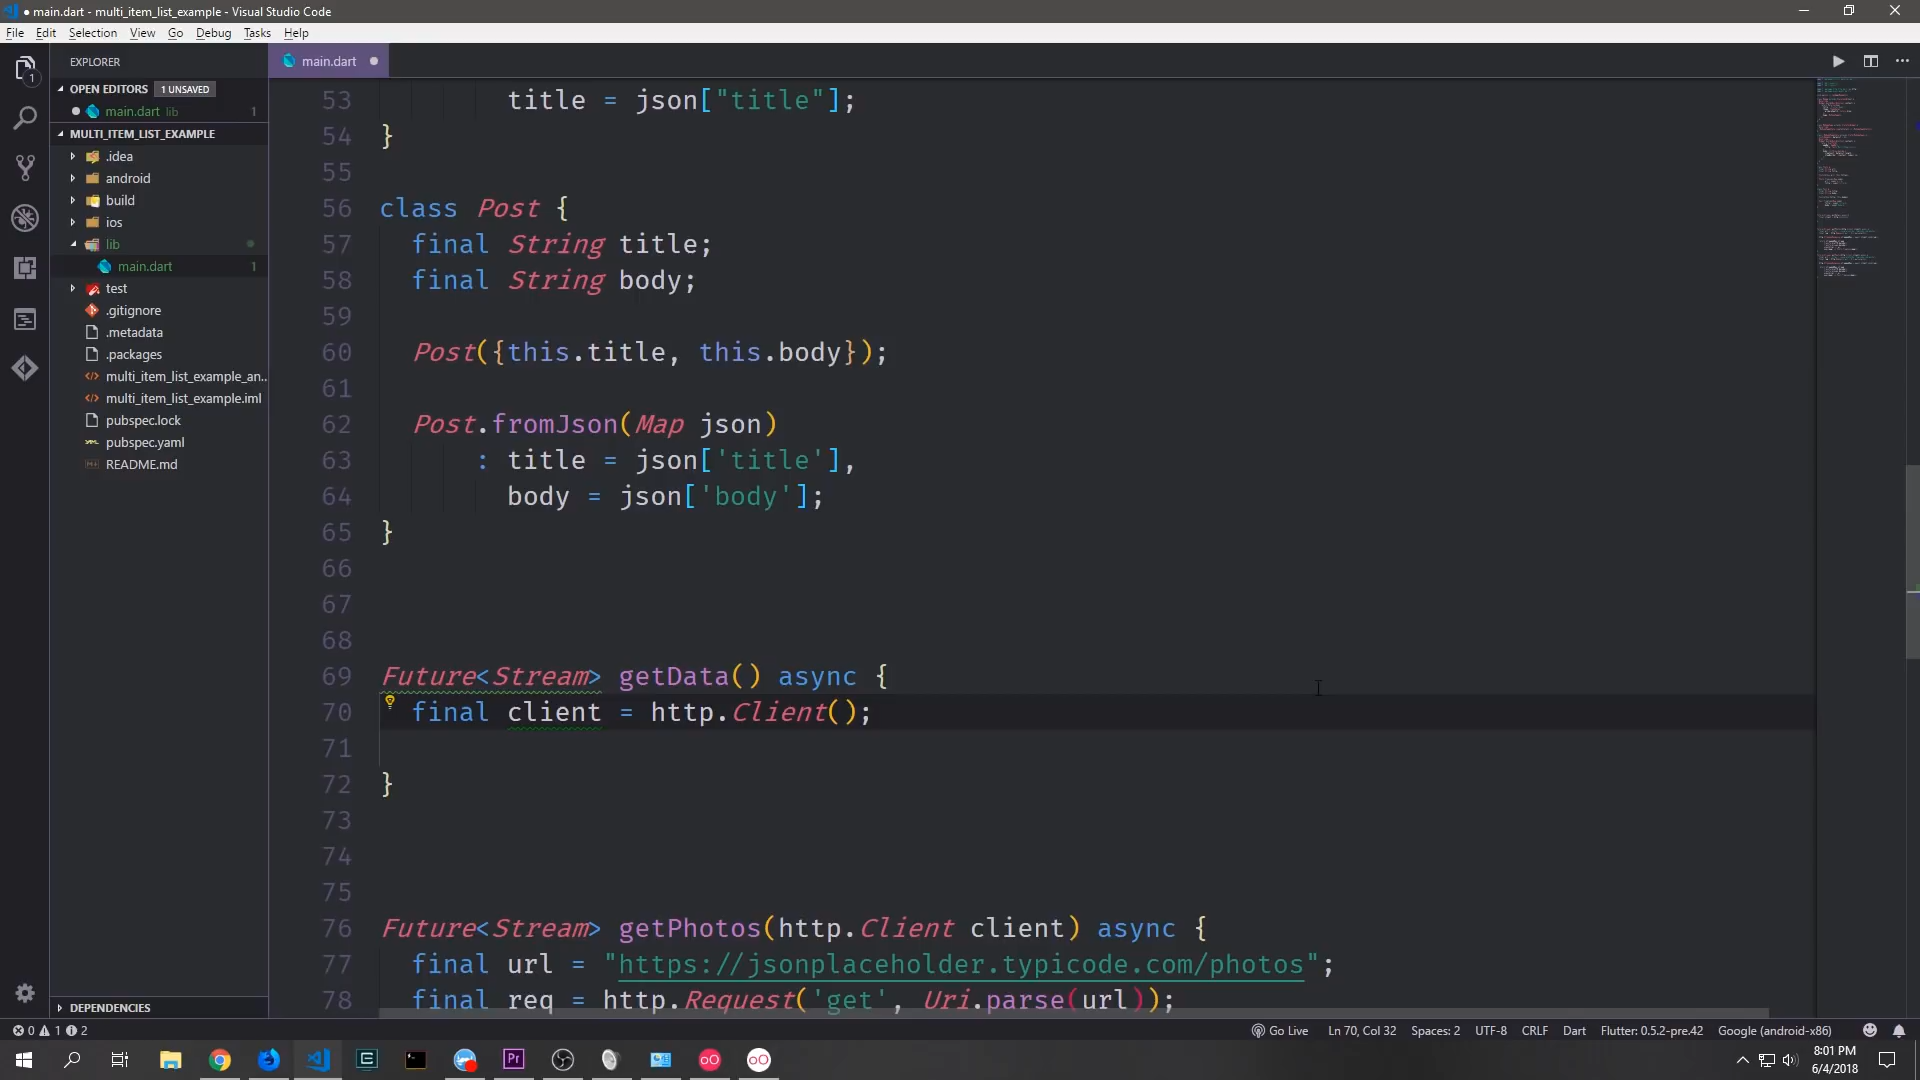 main.dart - multi_item_list_example - Visual Studio Code
File Edit Selection View Go Debug Tasks Help
EXPLORER
main.dart
OPEN EDITORS 1 UNSAVED
main.dart lib 1
MULTI_ITEM_LIST_EXAMPLE
.idea
android
build
ios
lib
main.dart 1
test
.gitignore
.metadata
.packages
multi_item_list_example_an...
multi_item_list_example.iml
pubspec.lock
pubspec.yaml
README.md
DEPENDENCIES
1
53 title = json["title"];
54 }
55
56 class Post {
57 final String title;
58 final String body;
59
60 Post({this.title, this.body});
61
62 Post.fromJson(Map json)
63 : title = json['title'],
64 body = json['body'];
65 }
66
67
68
69 Future<Stream> getData() async {
70 final client = http.Client();
71
72 }
73
74
75
76 Future<Stream> getPhotos(http.Client client) async {
77 final url = "https://jsonplaceholder.typicode.com/photos";
78 final req = http.Request('get', Uri.parse(url));
0 1 2 Go Live Ln 70, Col 32 Spaces: 2 UTF-8 CRLF Dart Flutter: 0.5.2-pre.42 Google (android-x86)
Pr
8:01 PM
6/4/2018